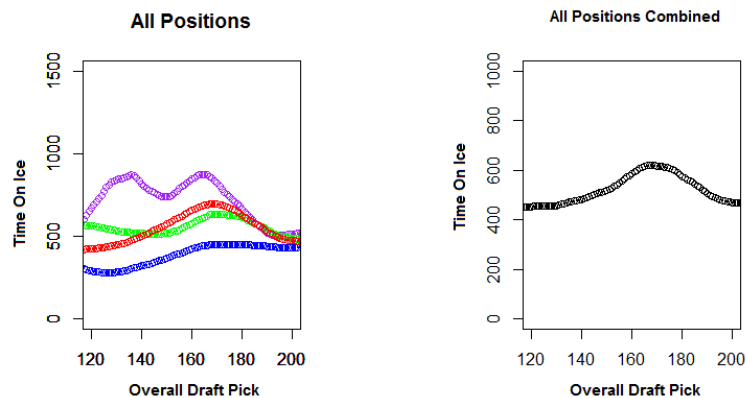 All Positions
Time On Ice
1500
1000
500
0
120 140 160 180 200
Overall Draft Pick
All Positions Combined
Time On Ice
1000
800
600
400
200
0
120 140 160 180 200
Overall Draft Pick